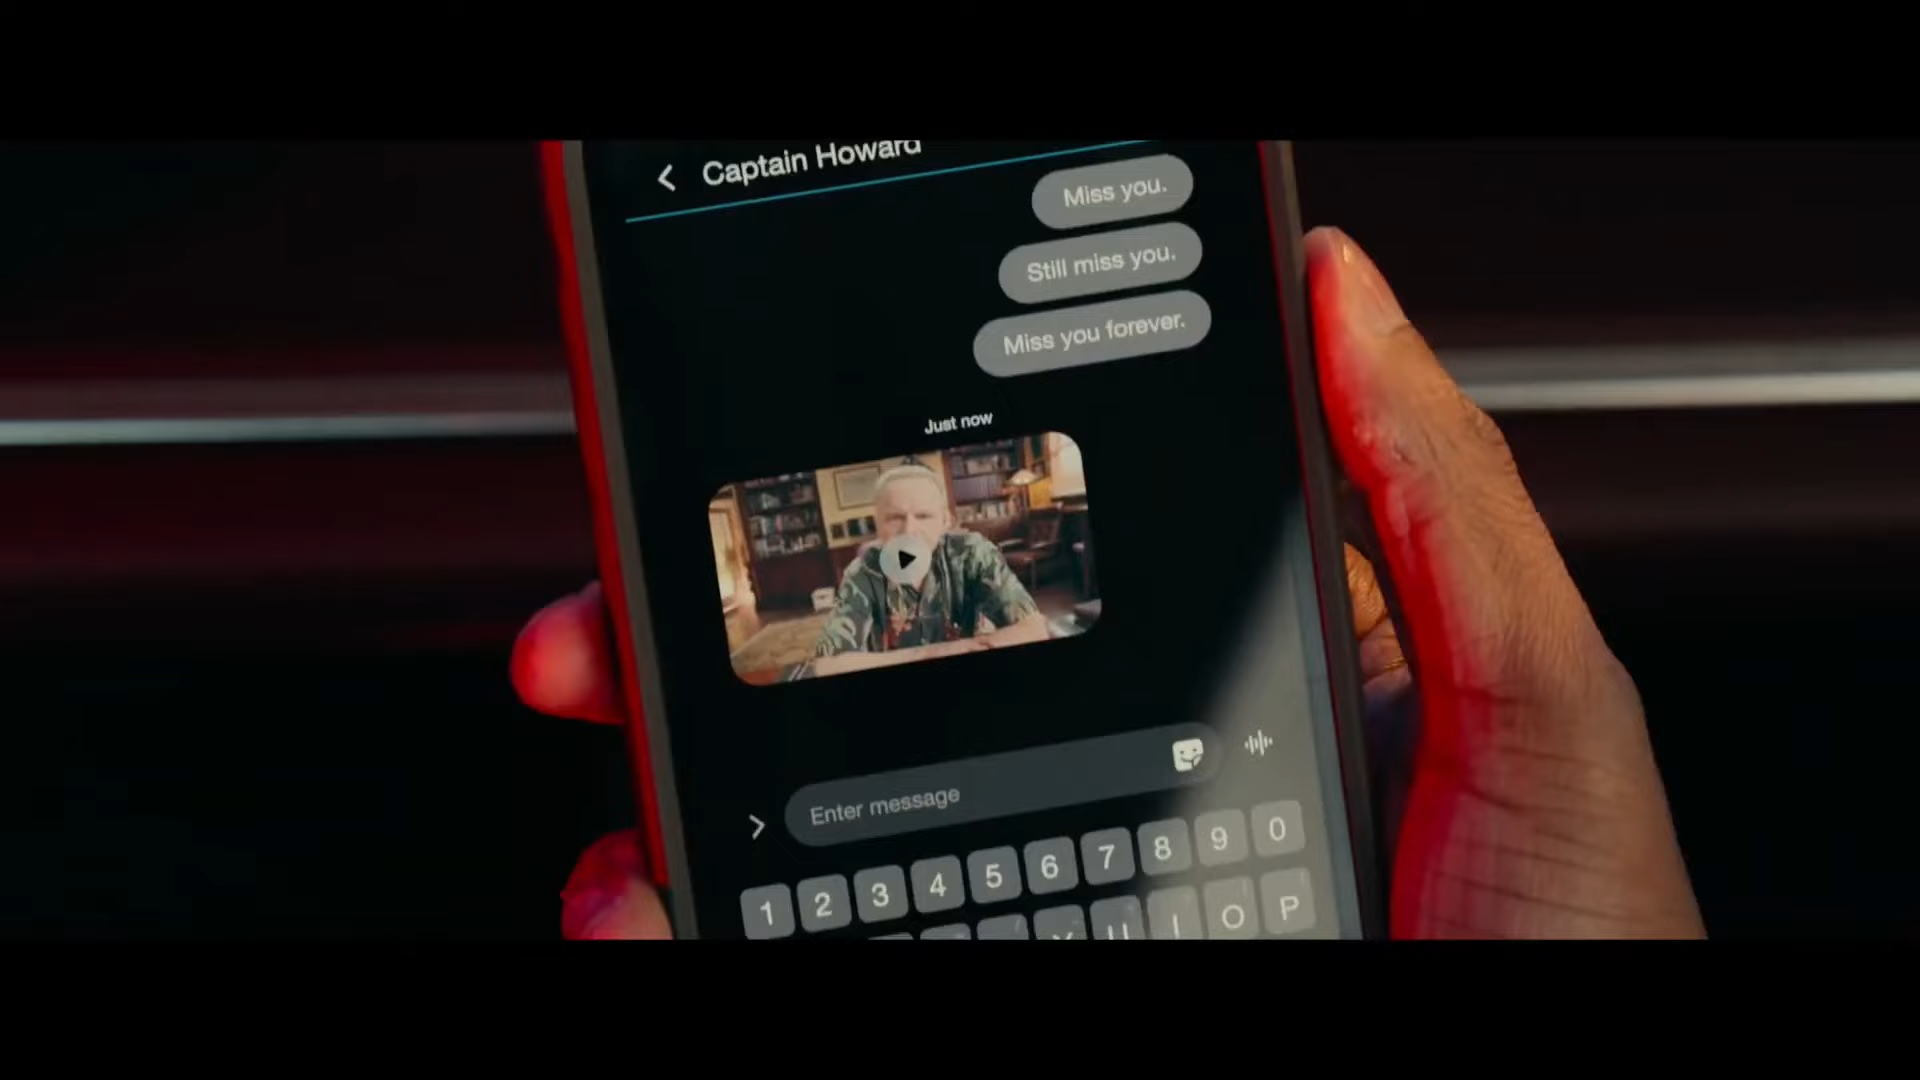 Captain Howard
Miss you.
Still miss you.
Miss you forever.
Just now
Enter message
1 2 3 4 5 6 7 8 9 0
Y U I O P